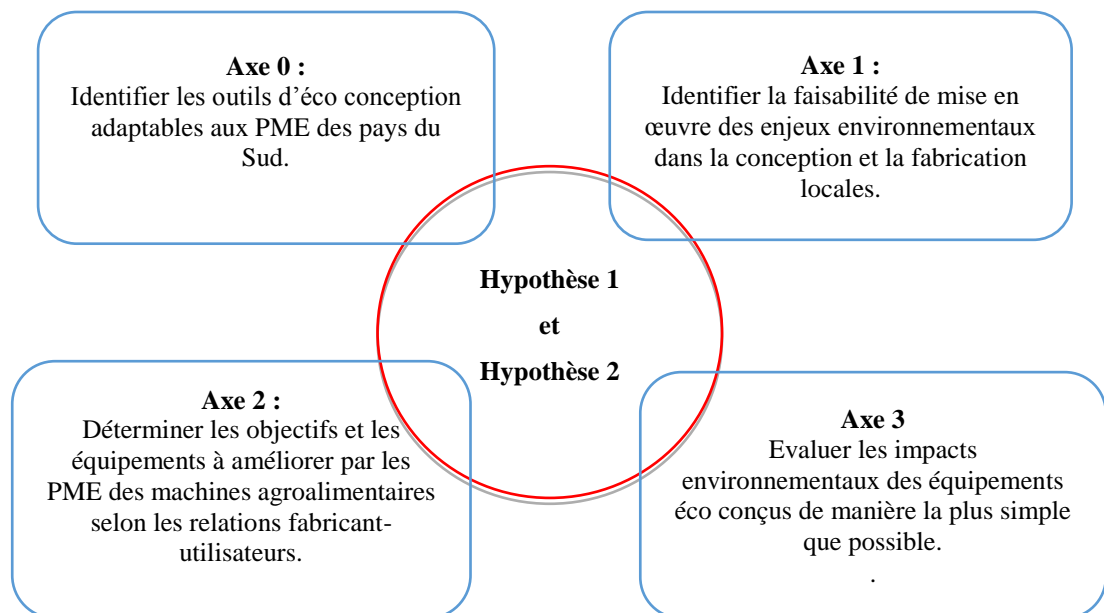 Axe 0 :
Identifier les outils d’éco conception
adaptables aux PME des pays du
Sud.
Axe 1 :
Identifier la faisabilité de mise en
œuvre des enjeux environnementaux
dans la conception et la fabrication
locales.
Hypothèse 1
et
Hypothèse 2
Axe 2 :
Déterminer les objectifs et les
équipements à améliorer par les
PME des machines agroalimentaires
selon les relations fabricant-
utilisateurs.
Axe 3
Evaluer les impacts
environnementaux des équipements
éco conçus de manière la plus simple
que possible.
.